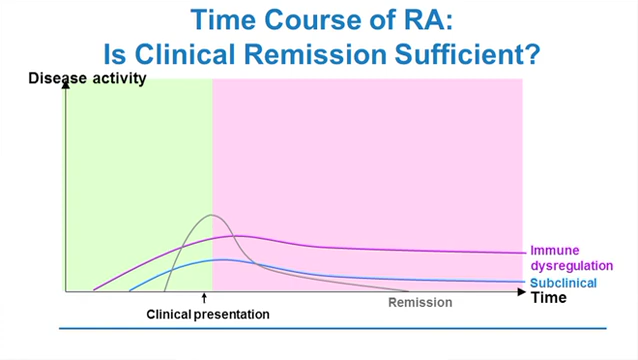 Time Course of RA:
Is Clinical Remission Sufficient?
Disease activity
Immune
dysregulation
Subclinical
Time
Remission
Clinical presentation